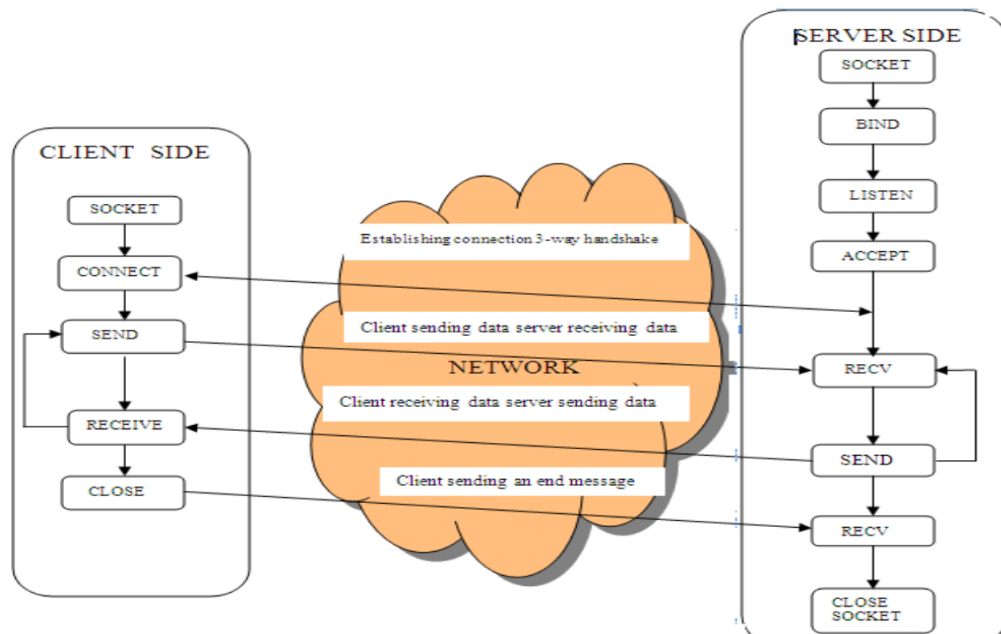 CLIENT SIDE
SOCKET
CONNECT
SEND
RECEIVE
CLOSE
Establishing connection 3-way handshake
Client sending data server receiving data
NETWORK
Client receiving data server sending data
Client sending an end message
SERVER SIDE
SOCKET
BIND
LISTEN
ACCEPT
RECV
SEND
RECV
CLOSE
SOCKET